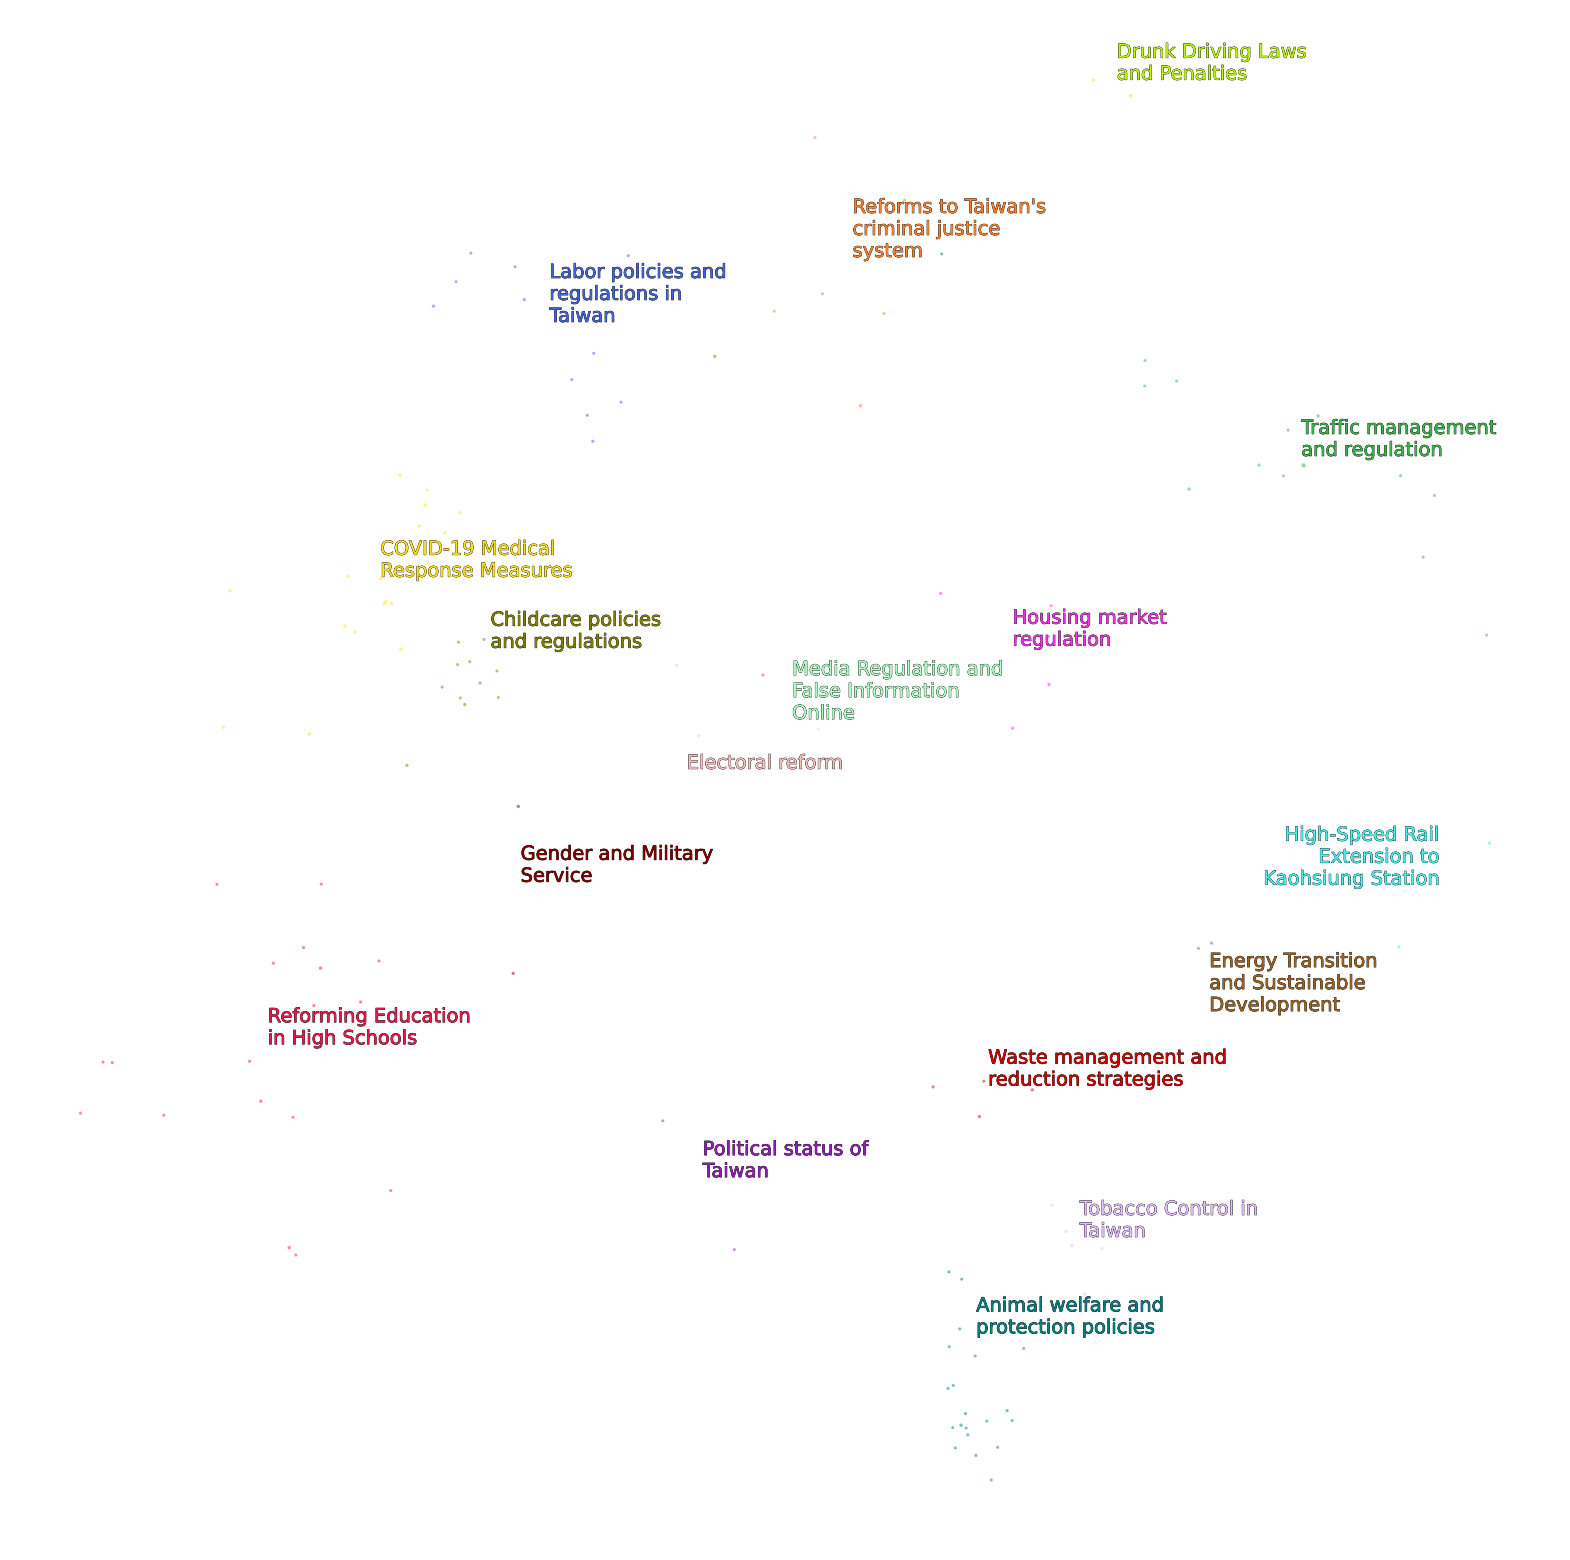 Drunk Driving Laws
and Penalties
Reforms to Taiwan's
criminal justice
system
Labor policies and
regulations in
Taiwan
Traffic management
and regulation
COVID-19 Medical
Response Measures
Childcare policies
and regulations
Housing market
regulation
Media Regulation and
False Information
Online
Electoral reform
High-Speed Rail
Extension to
Kaohsiung Station
Gender and Military
Service
Energy Transition
and Sustainable
Development
Reforming Education
in High Schools
Waste management and
reduction strategies
Political status of
Taiwan
Tobacco Control in
Taiwan
Animal welfare and
protection policies